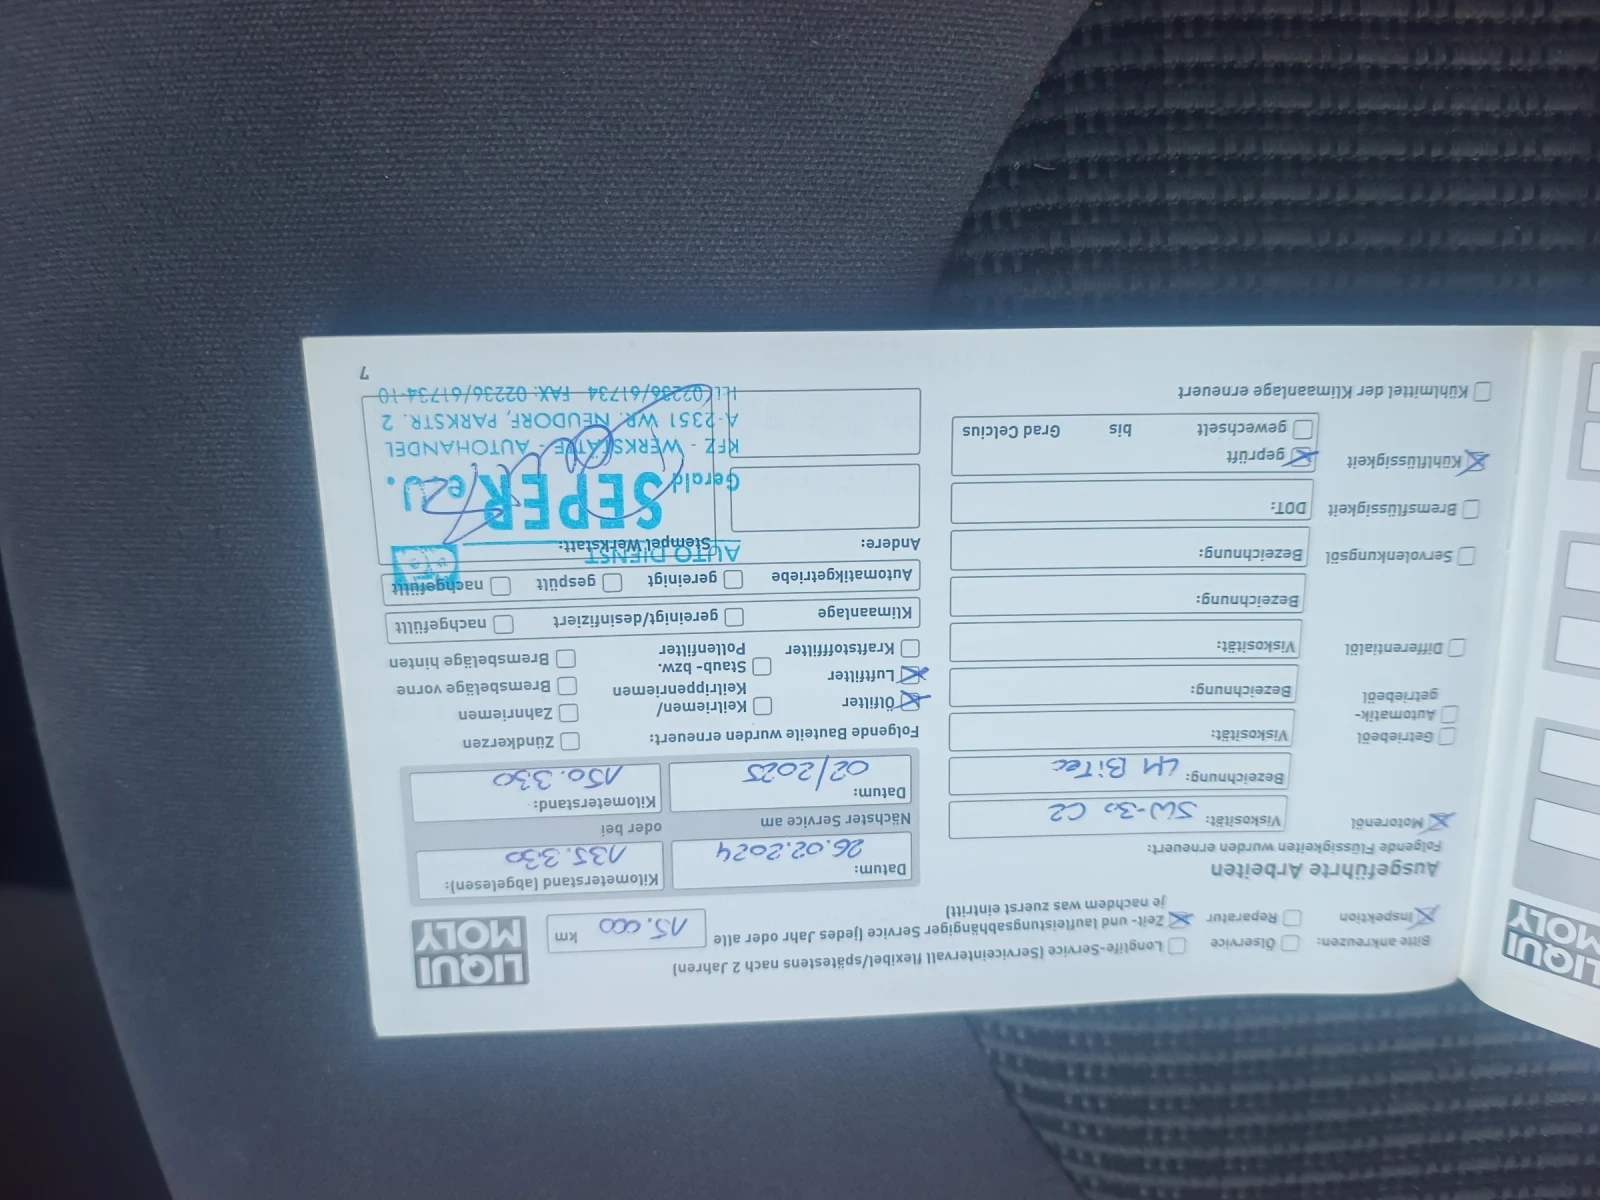 Bitte ankreuzen: Ölservice Longlife-Service (Serviceintervall flexibel/spätestens nach 2 Jahren)
Inspektion Reparatur Zeit- und laufleistungsabhängiger Service (jedes Jahr oder alle 15.000 km
je nachdem was zuerst eintritt)
LIQUI
MOLY
Ausgeführte Arbeiten
Folgende Flüssigkeiten wurden erneuert:
Motorenöl Viskosität: 5W-30 C2
Bezeichnung: 4H BiTec
Getriebeöl Viskosität:
Automatik-
getriebeöl Bezeichnung:
Differentialöl Viskosität:
Bezeichnung:
Servolenkungsöl Bezeichnung:
Bremsflüssigkeit DOT:
Kühlflüssigkeit geprüft
gewechselt bis Grad Celcius
Kühlmittel der Klimaanlage erneuert
Datum: 26.02.2024 Kilometerstand (abgelesen): 135.330
Nächster Service am oder bei
Datum: 02/2025 Kilometerstand: 150.330
Folgende Bauteile wurden erneuert:
Ölfilter Keilriemen/ Zündkerzen
Keilrippenriemen Zahnriemen
Luftfilter Staub- bzw. Bremsbeläge vorne
Kraftstofffilter Pollenfilter Bremsbeläge hinten
Klimaanlage gereinigt/desinfiziert nachgefüllt
Automatikgetriebe gereinigt gespült nachgefüllt
Andere: Stempel Werkstatt:
AUTO DIENST
Gerald SEPER e.U.
KFZ - WERKSTÄTTE - AUTOHANDEL
A-2351 WR. NEUDORF, PARKSTR. 2
02236/61734 FAX: 02236/61734-10
7
LIQUI
MOLY